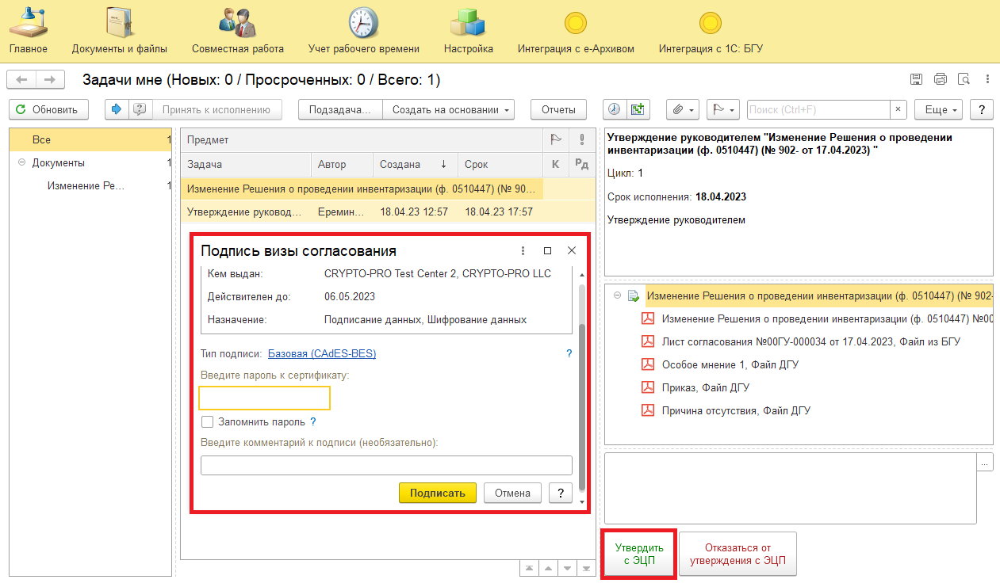 Главное
Документы и файлы
Совместная работа
Учет рабочего времени
Настройка
Интеграция с е-Архивом
Интеграция с 1С: БГУ
Задачи мне (Новых: 0 / Просроченных: 0 / Всего: 1)
Обновить
Принять к исполнению
Подзадача...
Создать на основании
Отчеты
Поиск (Ctrl+F)
×
Еще
?
Все 1
Документы 1
Изменение Ре... 1
Предмет
Задача Автор Создана ↓ Срок К Рд
Изменение Решения о проведении инвентаризации (ф. 0510447) (№ 90...
Утверждение руковод... Еремин... 18.04.23 12:57 18.04.23 17:57
Подпись визы согласования
Кем выдан: CRYPTO-PRO Test Center 2, CRYPTO-PRO LLC
Действителен до: 06.05.2023
Назначение: Подписание данных, Шифрование данных
Тип подписи: Базовая (CAdES-BES) ?
Введите пароль к сертификату:
Запомнить пароль ?
Введите комментарий к подписи (необязательно):
Подписать
Отмена
?
Утверждение руководителем "Изменение Решения о проведении
инвентаризации (ф. 0510447) (№ 902- от 17.04.2023) "
Цикл: 1
Срок исполнения: 18.04.2023
Утверждение руководителем
Изменение Решения о проведении инвентаризации (ф. 0510447) (№ 902-
Изменение Решения о проведении инвентаризации (ф. 0510447) №00
Лист согласования №00ГУ-000034 от 17.04.2023, Файл из БГУ
Особое мнение 1, Файл ДГУ
Приказ, Файл ДГУ
Причина отсутствия, Файл ДГУ
...
Утвердить
с ЭЦП
Отказаться от
утверждения с ЭЦП